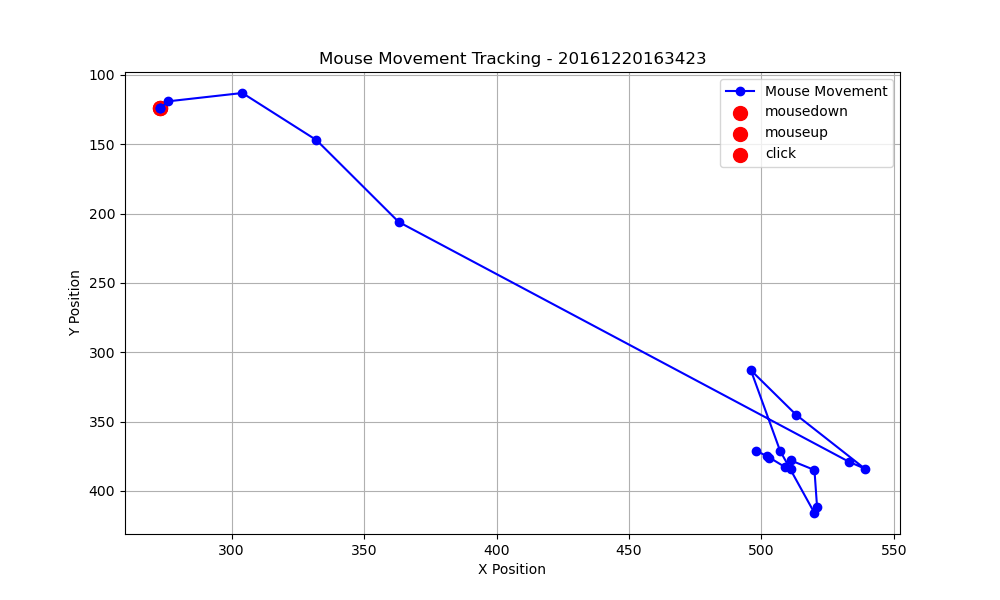 Mouse Movement Tracking - 20161220163423
Mouse Movement
mousedown
mouseup
click
100
150
200
250
300
350
400
Y Position
300
350
400
450
500
550
X Position